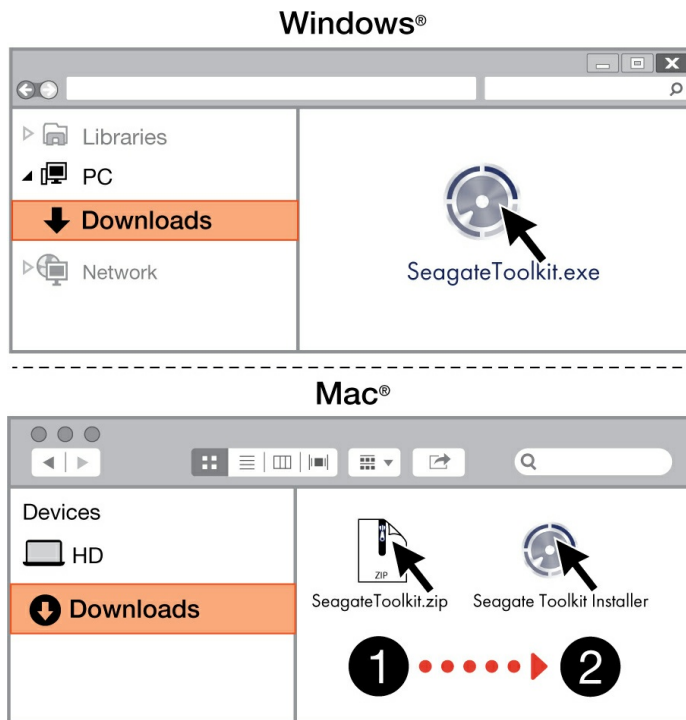 Windows®
Libraries
PC
Downloads
Network
SeagateToolkit.exe
Mac®
Devices
HD
Downloads
ZIP
SeagateToolkit.zip
Seagate Toolkit Installer
1
2